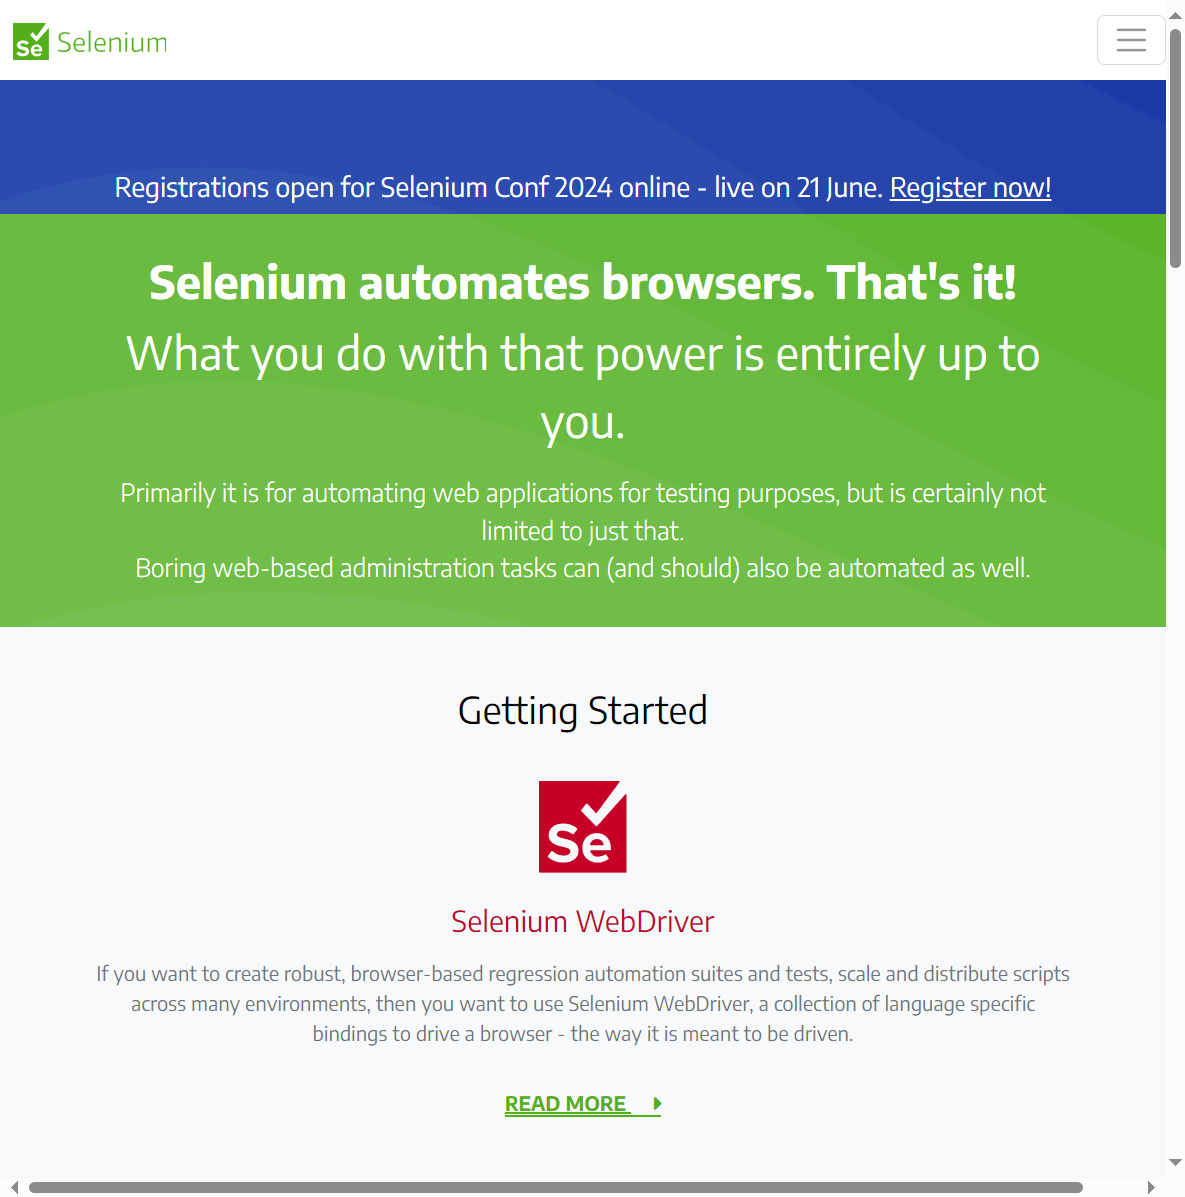 Se Selenium
Registrations open for Selenium Conf 2024 online - live on 21 June. Register now!
Selenium automates browsers. That's it!
What you do with that power is entirely up to
you.
Primarily it is for automating web applications for testing purposes, but is certainly not
limited to just that.
Boring web-based administration tasks can (and should) also be automated as well.
Getting Started
Se
Selenium WebDriver
If you want to create robust, browser-based regression automation suites and tests, scale and distribute scripts
across many environments, then you want to use Selenium WebDriver, a collection of language specific
bindings to drive a browser - the way it is meant to be driven.
READ MORE